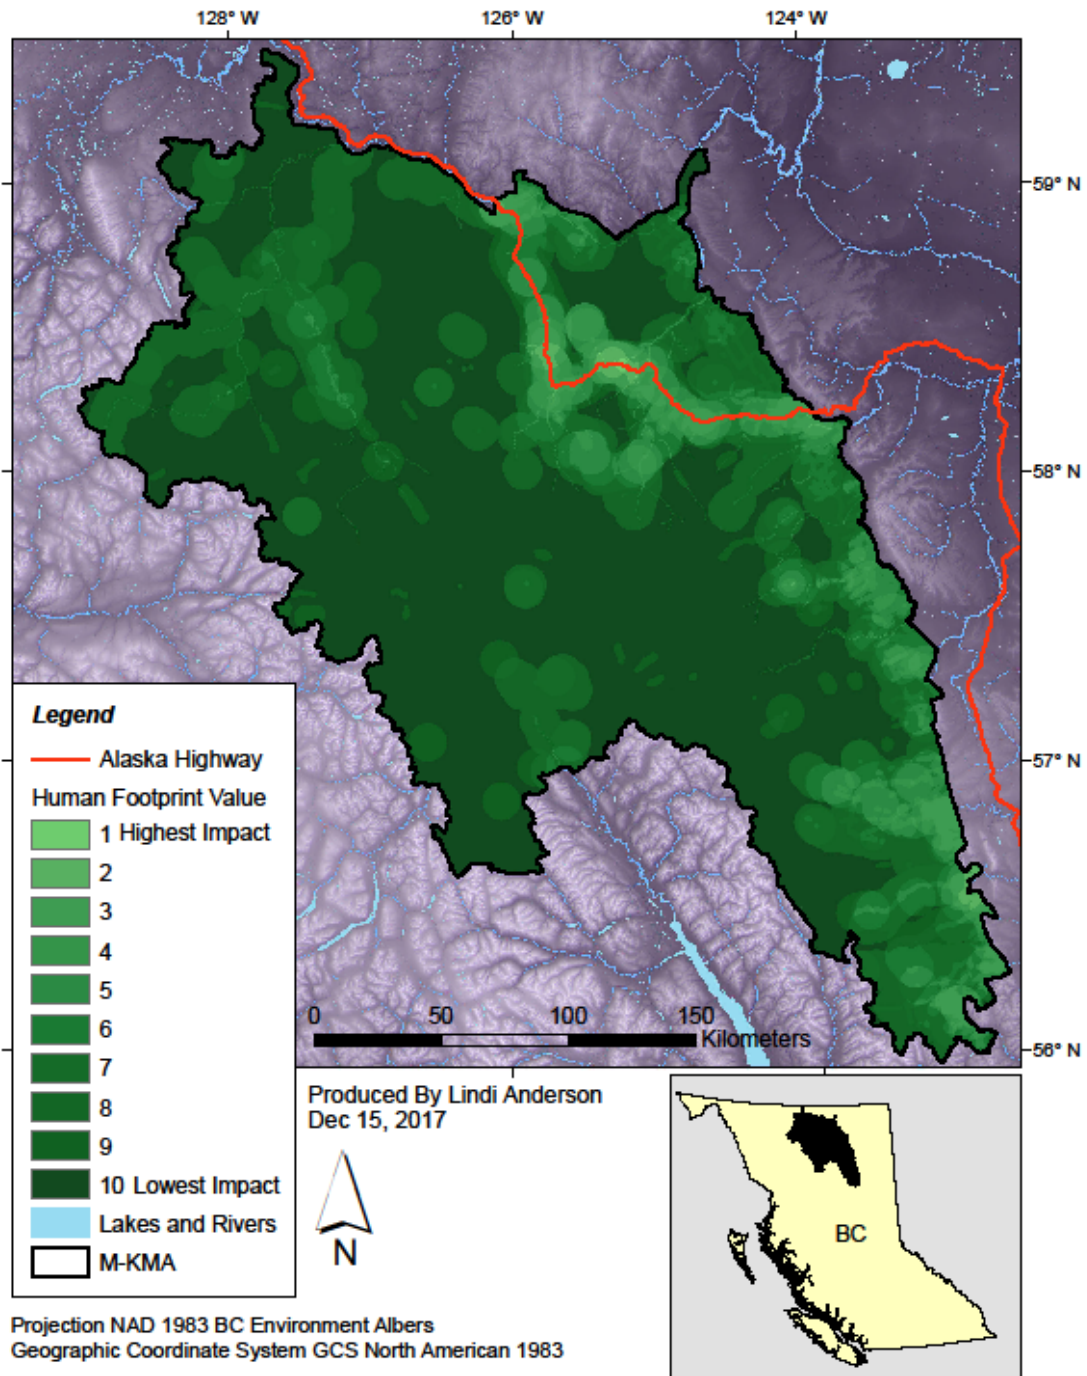 128° W 126° W 124° W
59° N
58° N
57° N
56° N
Legend
Alaska Highway
Human Footprint Value
1 Highest Impact
2
3
4
5
6
7
8
9
10 Lowest Impact
Lakes and Rivers
M-KMA
0 50 100 150
Kilometers
Produced By Lindi Anderson
Dec 15, 2017
N
BC
Projection NAD 1983 BC Environment Albers
Geographic Coordinate System GCS North American 1983